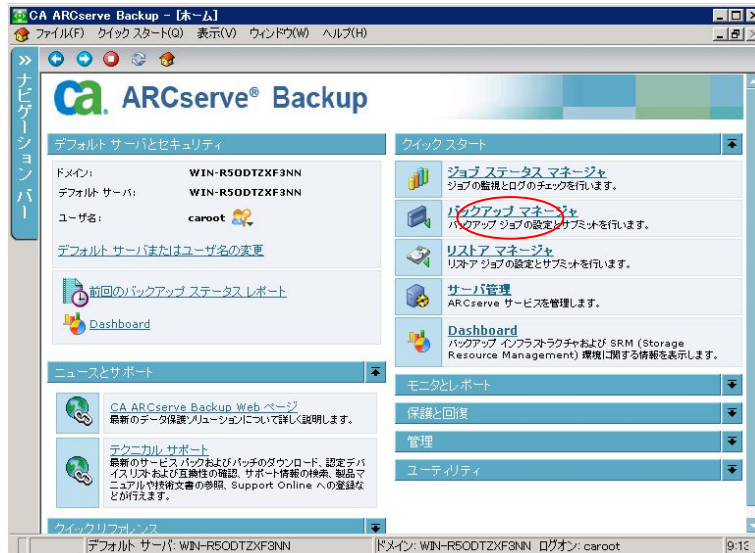 CA ARCserve Backup - [ホーム]
ファイル(F) クイック スタート(Q) 表示(V) ウィンドウ(W) ヘルプ(H)
ナビゲーション バー
ca. ARCserve® Backup
デフォルト サーバとセキュリティ
ドメイン: WIN-R5ODTZXF3NN
デフォルト サーバ: WIN-R5ODTZXF3NN
ユーザ名: caroot
デフォルト サーバまたはユーザ名の変更
前回のバックアップ ステータス レポート
Dashboard
ニュースとサポート
CA ARCserve Backup Web ページ
最新のデータ保護ソリューションについて詳しく説明します。
テクニカル サポート
最新のサービス パックおよびパッチのダウンロード、認定デバ
イス リストおよび互換性の確認、サポート情報の検索、製品マ
ニュアルや技術文書の参照、Support Online への登録な
どが行えます。
クイック リファレンス
クイック スタート
ジョブ ステータス マネージャ
ジョブの監視とログのチェックを行います。
バックアップ マネージャ
バックアップ ジョブの設定とサブミットを行います。
リストア マネージャ
リストア ジョブの設定とサブミットを行います。
サーバ管理
ARCserve サービスを管理します。
Dashboard
バックアップ インフラストラクチャおよび SRM (Storage
Resource Management) 環境に関する情報を表示します。
モニタとレポート
保護と回復
管理
ユーティリティ
デフォルト サーバ: WIN-R5ODTZXF3NN ドメイン: WIN-R5ODTZXF3NN ログオン: caroot